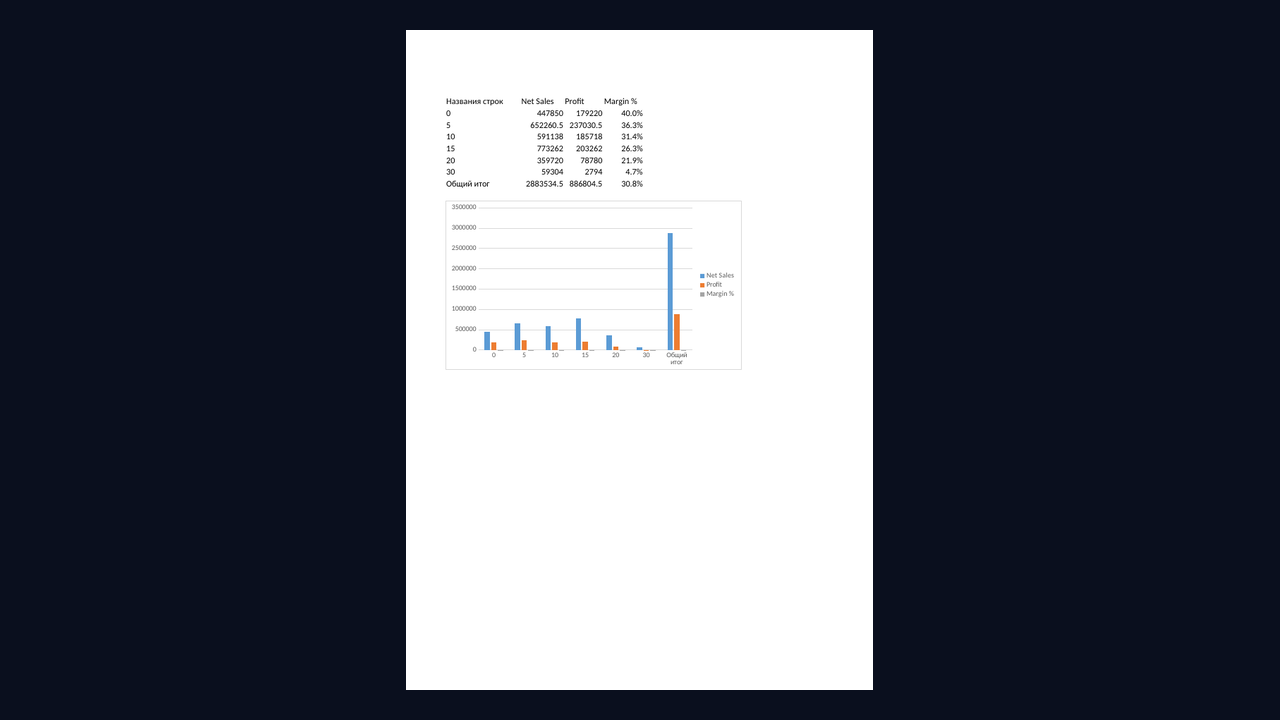 Названия строк Net Sales Profit Margin %
0 447850 179220 40.0%
5 652260.5 237030.5 36.3%
10 591138 185718 31.4%
15 773262 203262 26.3%
20 359720 78780 21.9%
30 59304 2794 4.7%
Общий итог 2883534.5 886804.5 30.8%
3500000
3000000
2500000
2000000
1500000
1000000
500000
0
0 5 10 15 20 30 Общий
итог
Net Sales
Profit
Margin %